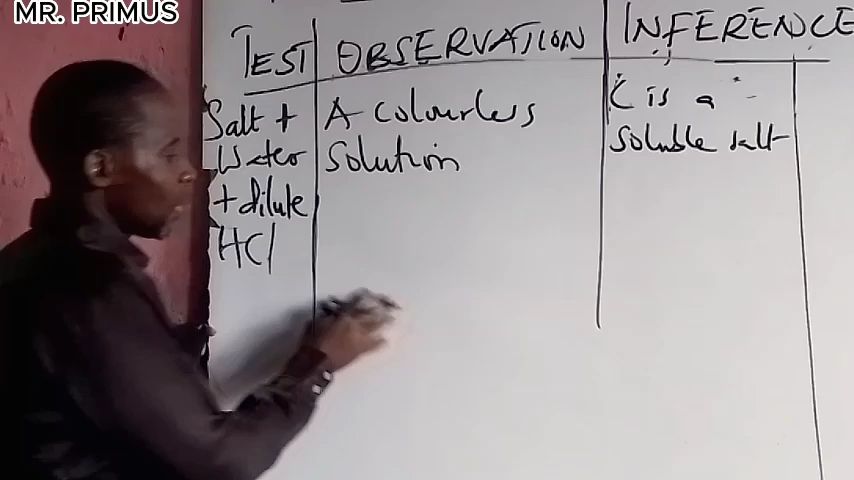 MR. PRIMUS
TEST OBSERVATION INFERENCE
Salt + A colourless C is a
Water Solution soluble salt
+ dilute
HCl